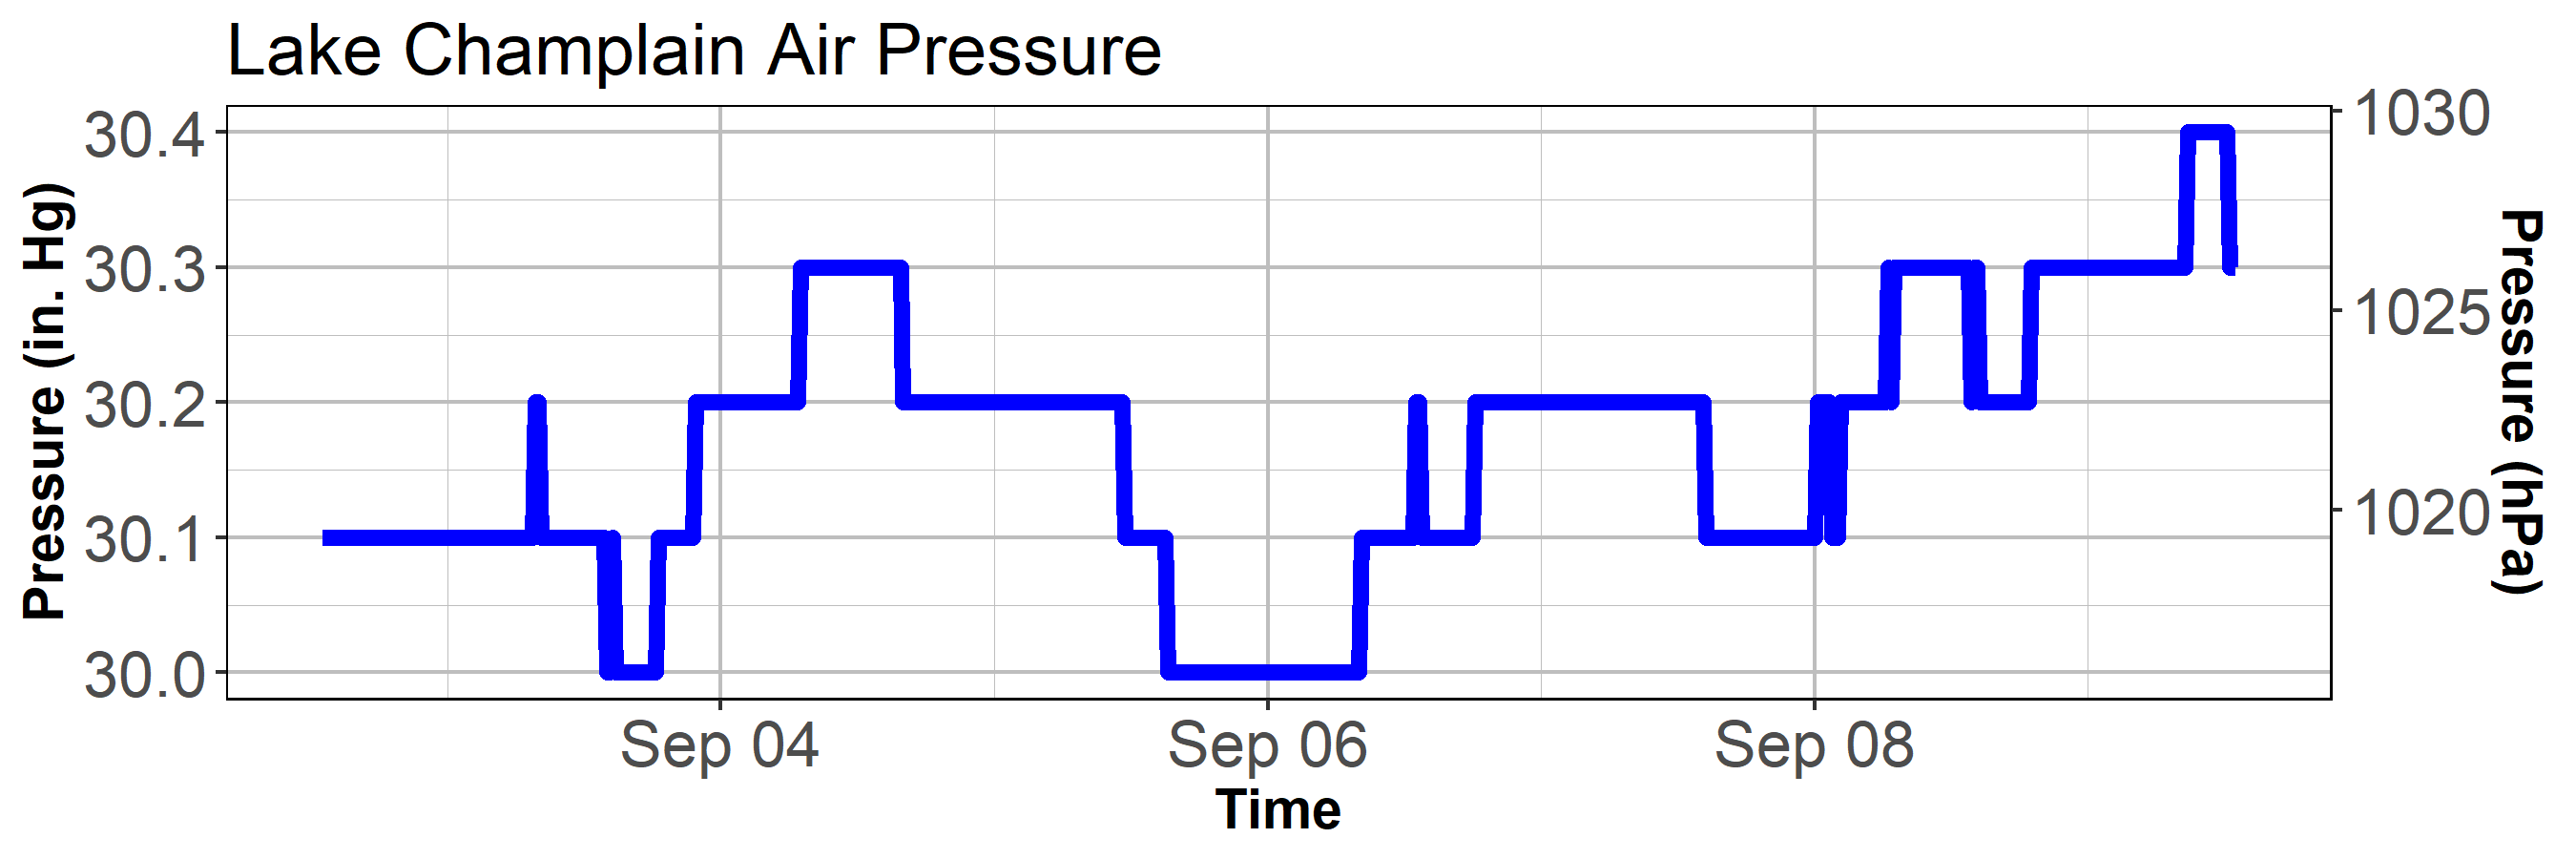 Lake Champlain Air Pressure
30.4
30.3
30.2
30.1
30.0
Pressure (in. Hg)
1030
1025
1020
Pressure (hPa)
Sep 04
Sep 06
Sep 08
Time